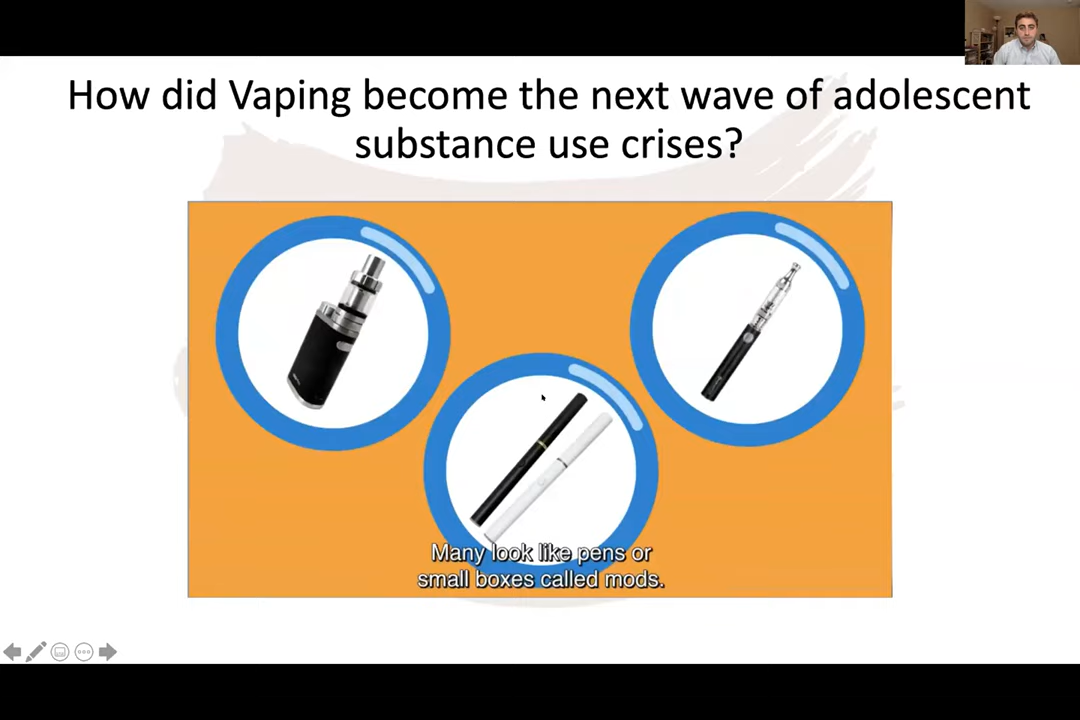 How did Vaping become the next wave of adolescent
substance use crises?
Many look like pens or
small boxes called mods.